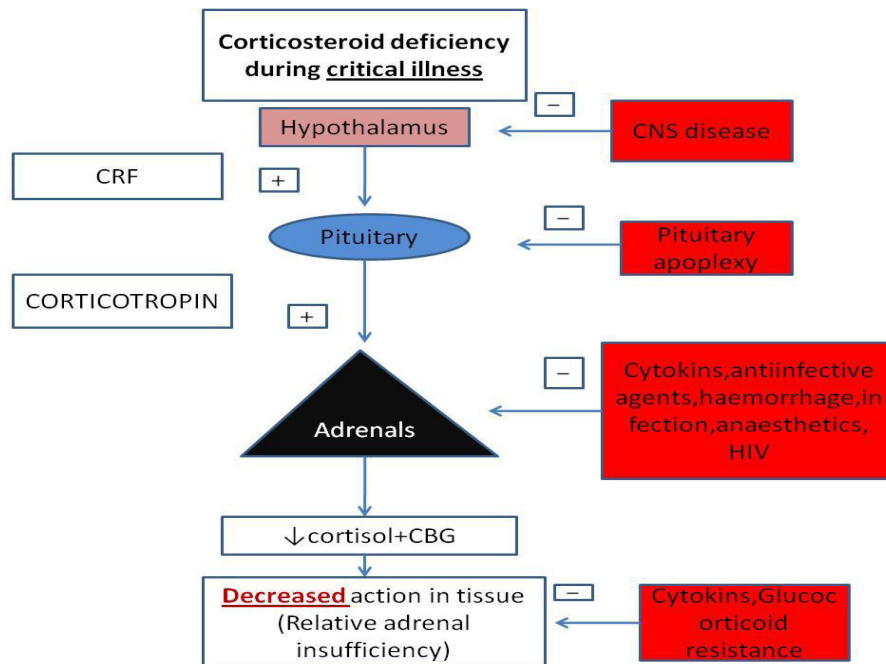 Corticosteroid deficiency
during critical illness
−
Hypothalamus
CNS disease
CRF
+
−
Pituitary
Pituitary
apoplexy
CORTICOTROPIN
+
−
Cytokins,antiinfective
agents,haemorrhage,in
fection,anaesthetics,
HIV
Adrenals
↓cortisol+CBG
Decreased action in tissue
(Relative adrenal
insufficiency)
−
Cytokins,Glucoc
orticoid
resistance